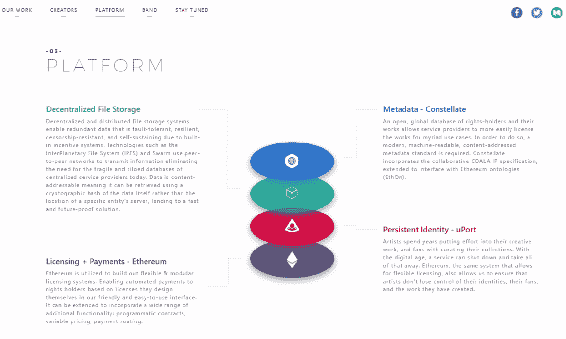 OUR WORK CREATORS PLATFORM BAND STAY TUNED
-03-
PLATFORM
Decentralized File Storage
Decentralized and distributed file storage systems
enable redundant data that is fault-tolerant, resilient,
censorship-resistant, and self-sustaining due to built-
in incentive systems. Technologies such as the
InterPlanetary File System (IPFS) and Swarm use peer-
to-peer networks to transmit information eliminating
the need for the fragile and siloed databases of
centralized service providers today. Data is content-
addressable meaning it can be retrieved using a
cryptographic hash of the data itself rather than the
location of a specific entity's server, lending to a fast
and future-proof solution.
Licensing + Payments - Ethereum
Ethereum is utilized to build out flexible & modular
licensing systems. Enabling automated payments to
rights holders based on licenses they design
themselves in our friendly and easy-to-use interface.
It can be extended to incorporate a wide range of
additional functionality: programmatic contracts,
variable pricing, payment routing.
Metadata - Constellate
An open, global database of rights-holders and their
works allows service providers to more easily license
the works for myriad use cases. In order to do so, a
modern, machine-readable, content-addressed
metadata standard is required. Constellate
incorporates the collaborative COALA IP specification,
extended to interface with Ethereum ontologies
(EthOn).
Persistent Identity - uPort
Artists spend years putting effort into their creative
work, and fans with curating their collections. With
the digital age, a service can shut down and take all
of that away. Ethereum, the same system that allows
for flexible licensing, also allows us to ensure that
artists don't lose control of their identities, their fans,
and the work they have created.